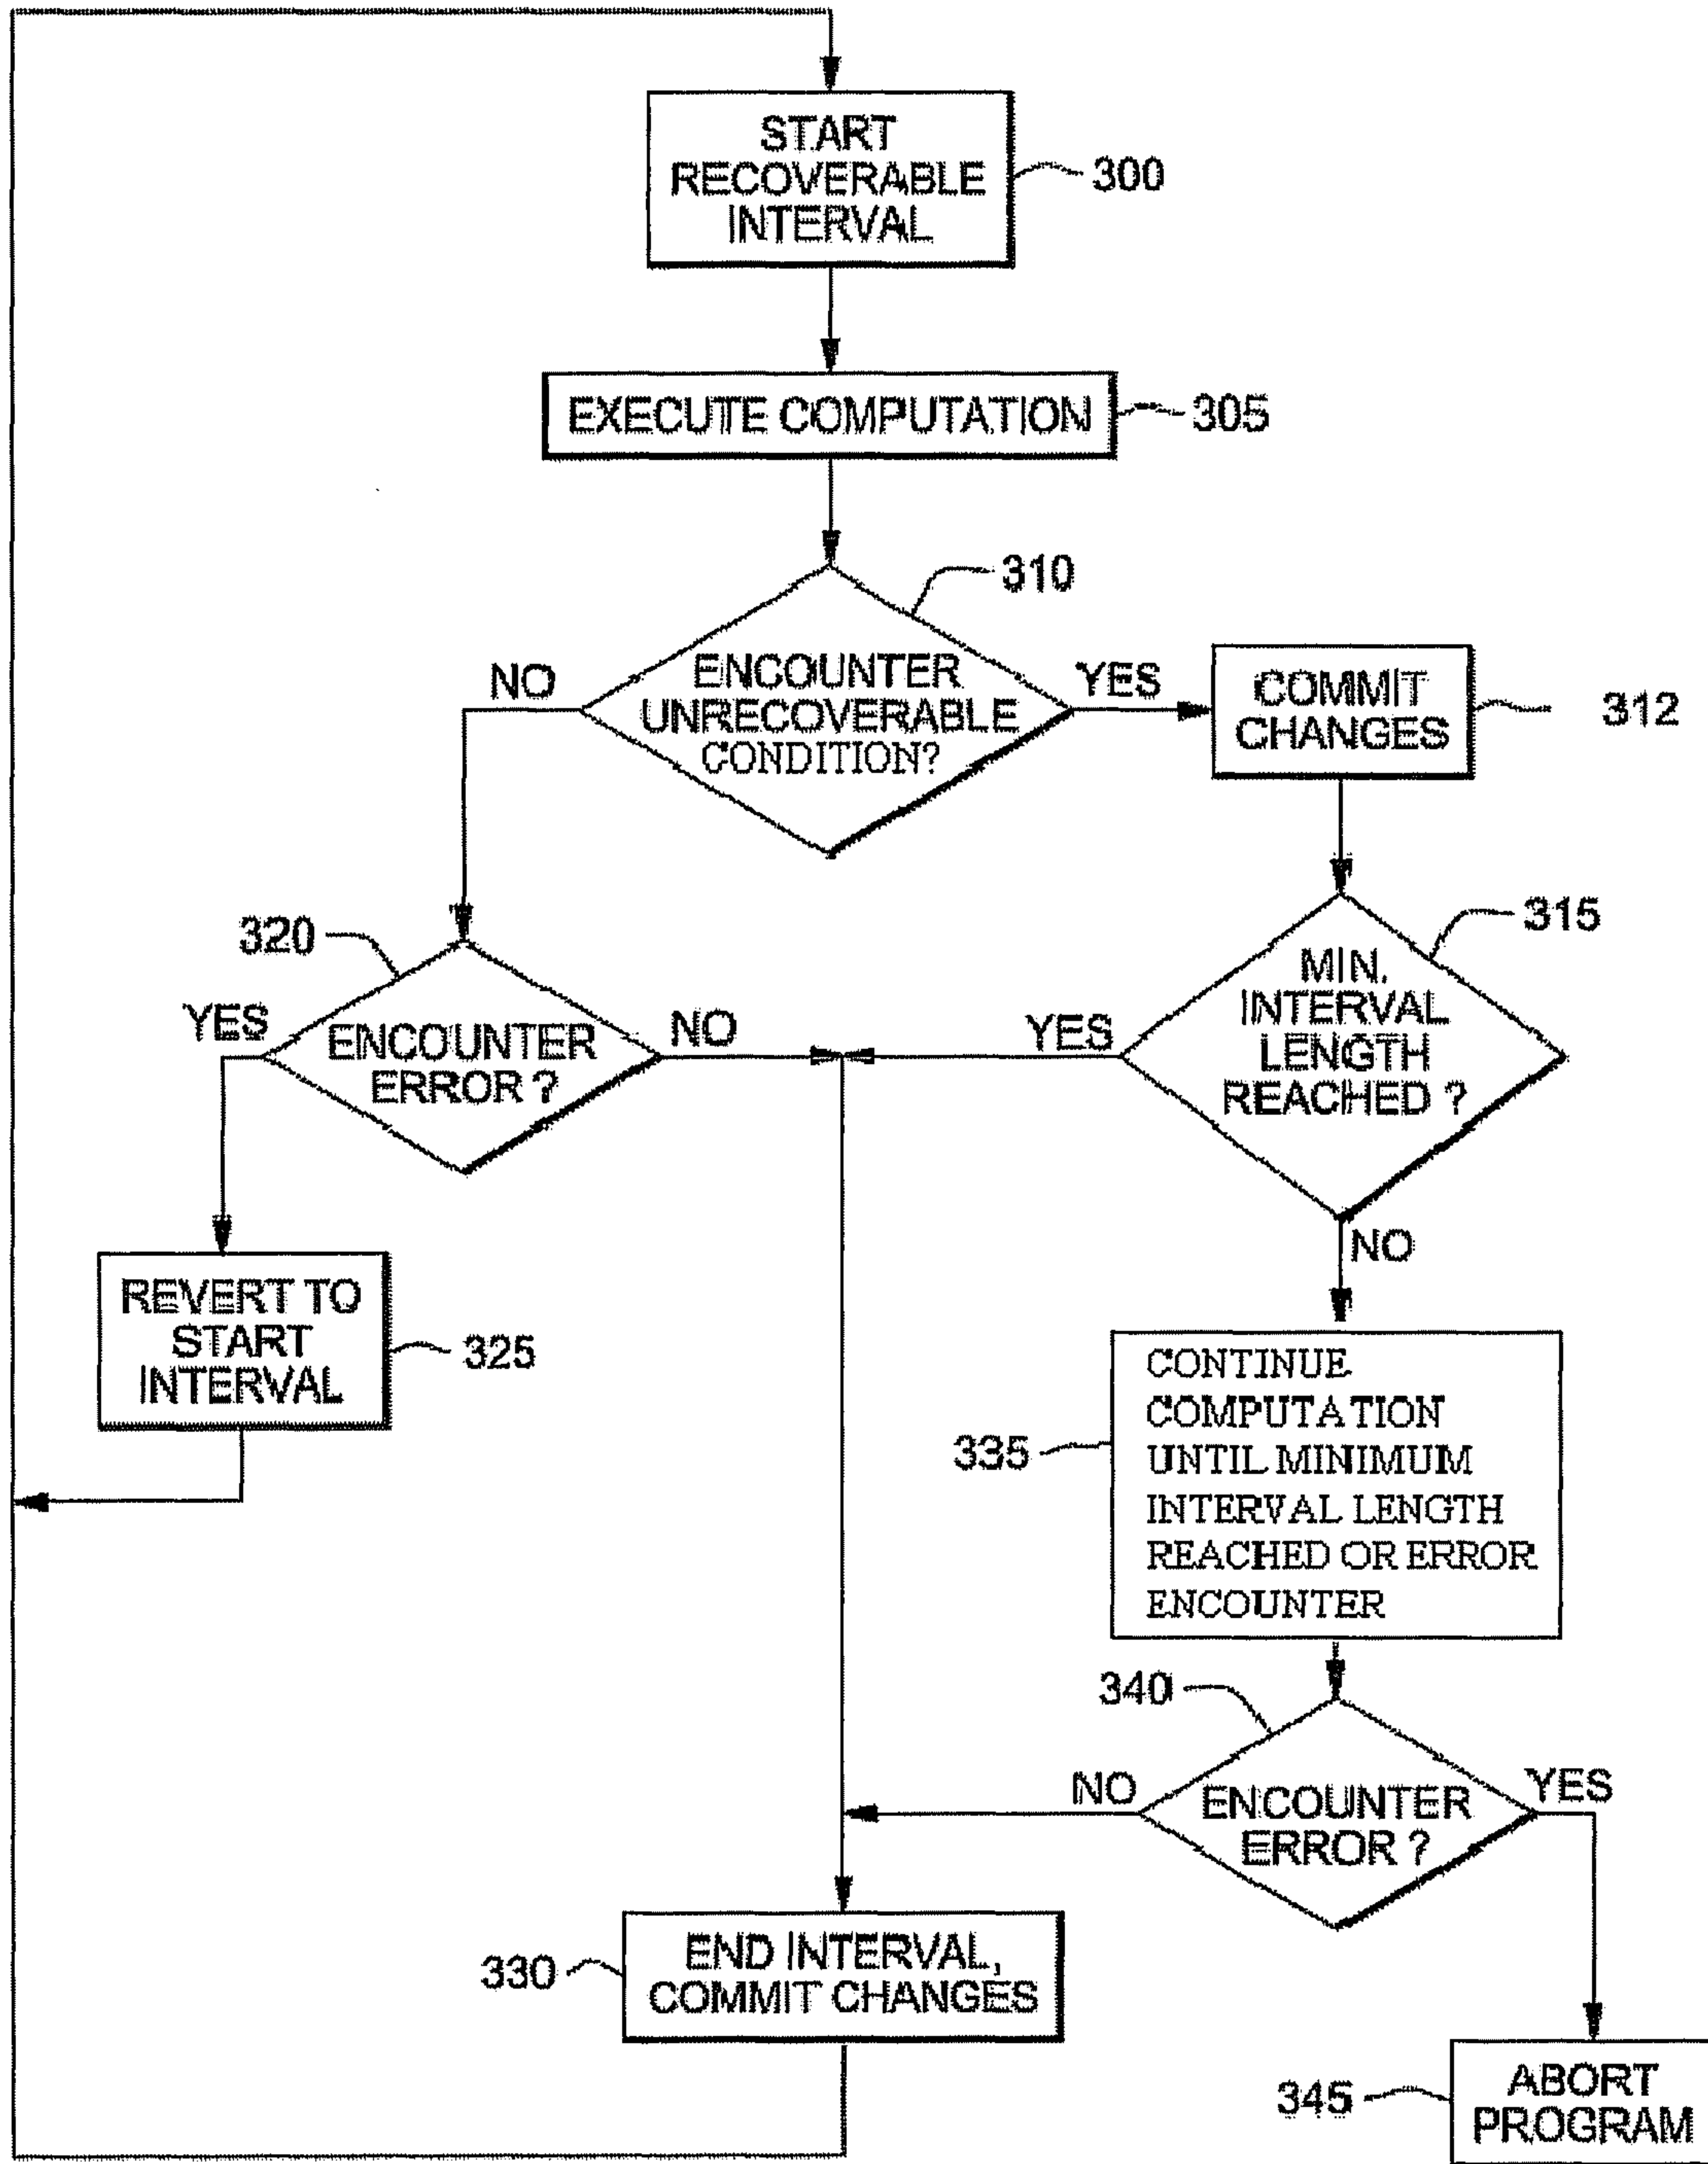 START
RECOVERABLE
INTERVAL
300
EXECUTE COMPUTATION
305
310
ENCOUNTER
UNRECOVERABLE
CONDITION?
NO
YES
COMMIT
CHANGES
312
315
MIN.
INTERVAL
LENGTH
REACHED ?
YES
NO
320
ENCOUNTER
ERROR ?
YES
NO
REVERT TO
START
INTERVAL
325
335
CONTINUE
COMPUTATION
UNTIL MINIMUM
INTERVAL LENGTH
REACHED OR ERROR
ENCOUNTER
340
ENCOUNTER
ERROR ?
NO
YES
330
END INTERVAL,
COMMIT CHANGES
345
ABORT
PROGRAM